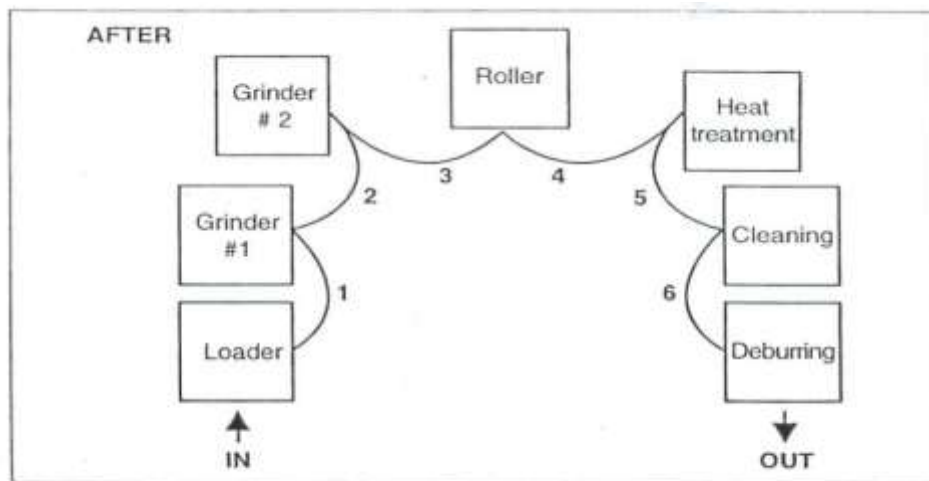 AFTER
Grinder
# 2
Roller
Heat
treatment
3
4
2
5
Grinder
#1
Cleaning
1
6
Loader
Deburring
IN
OUT